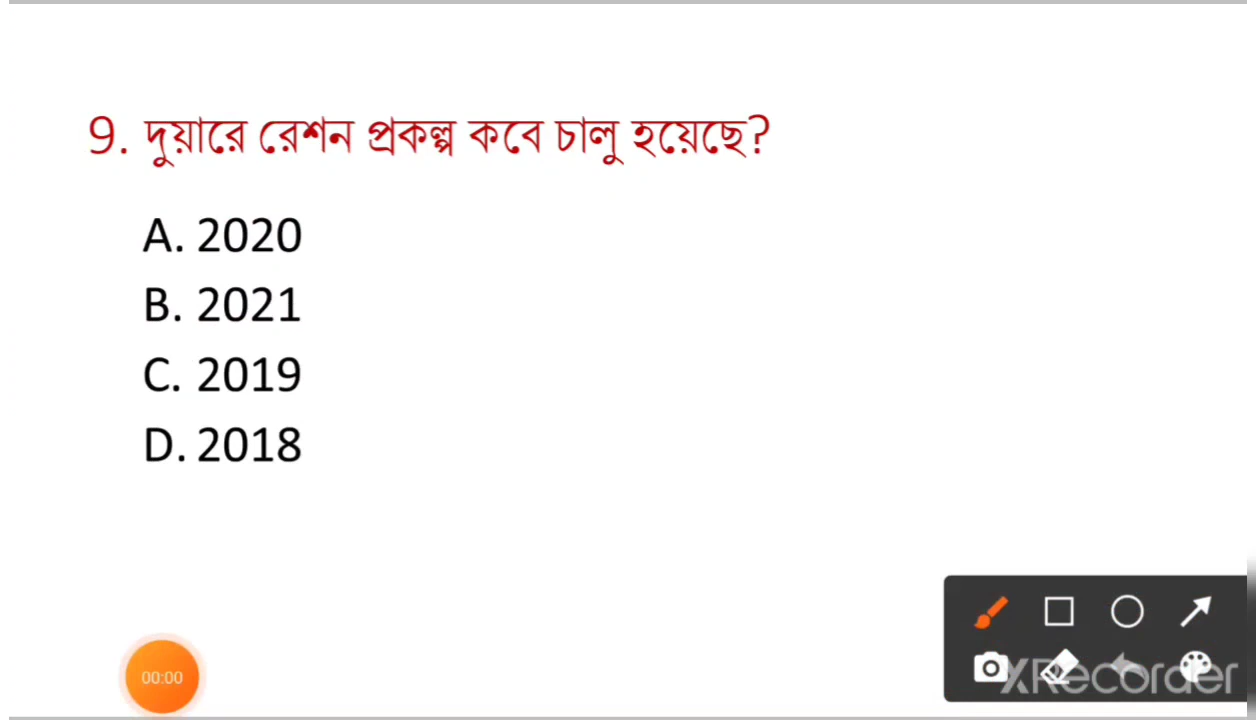 9. দুয়ারে রেশন প্রকল্প কবে চালু হয়েছে?
A. 2020
B. 2021
C. 2019
D. 2018
00:00
XRecorder